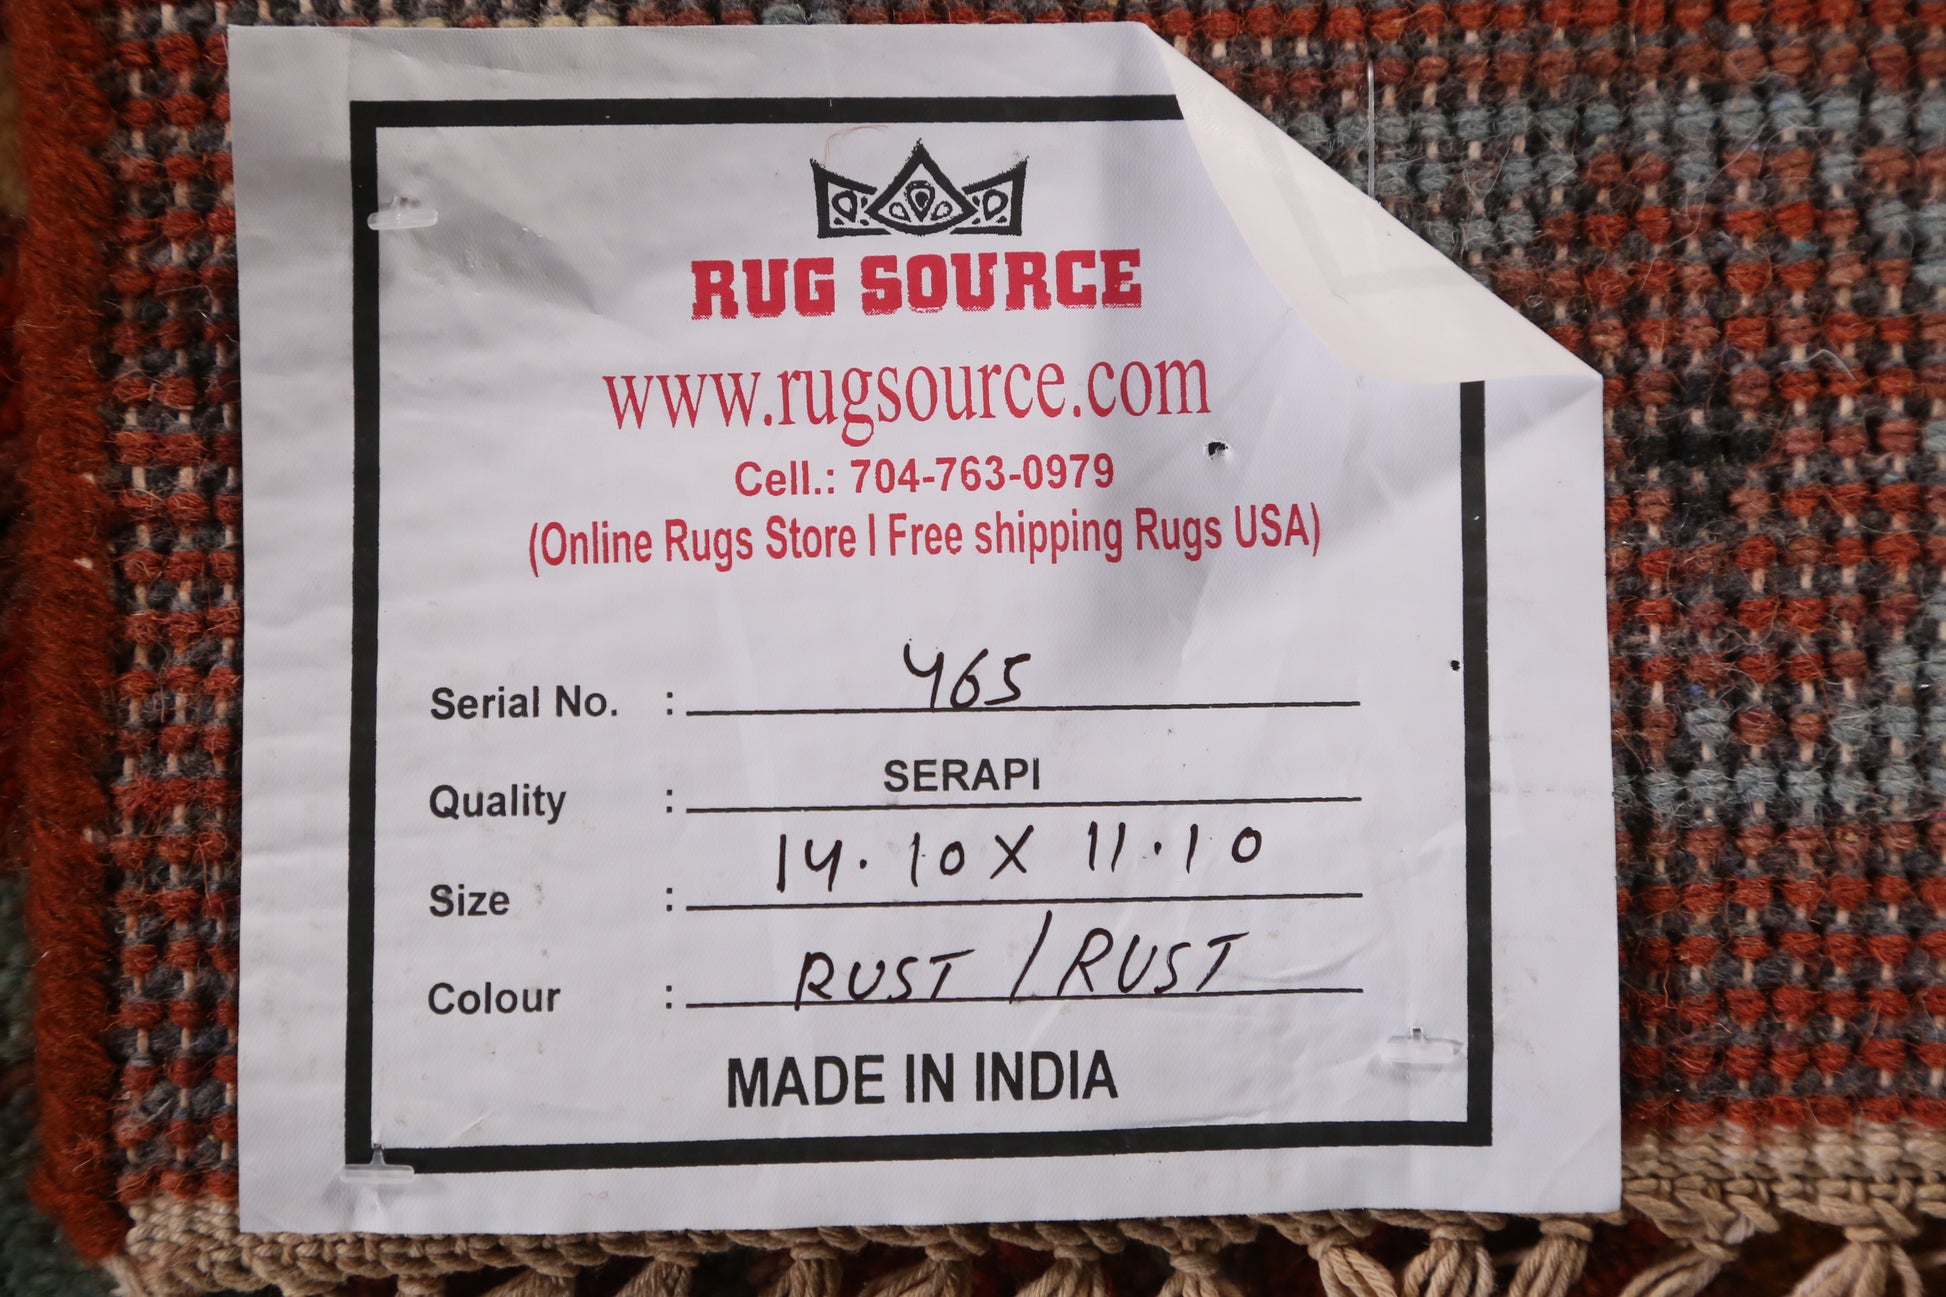 RUG SOURCE
www.rugsource.com
Cell.: 704-763-0979
(Online Rugs Store I Free shipping Rugs USA)
Serial No. : 465
Quality : SERAPI
Size : 14.10 X 11.10
Colour : RUST / RUST
MADE IN INDIA